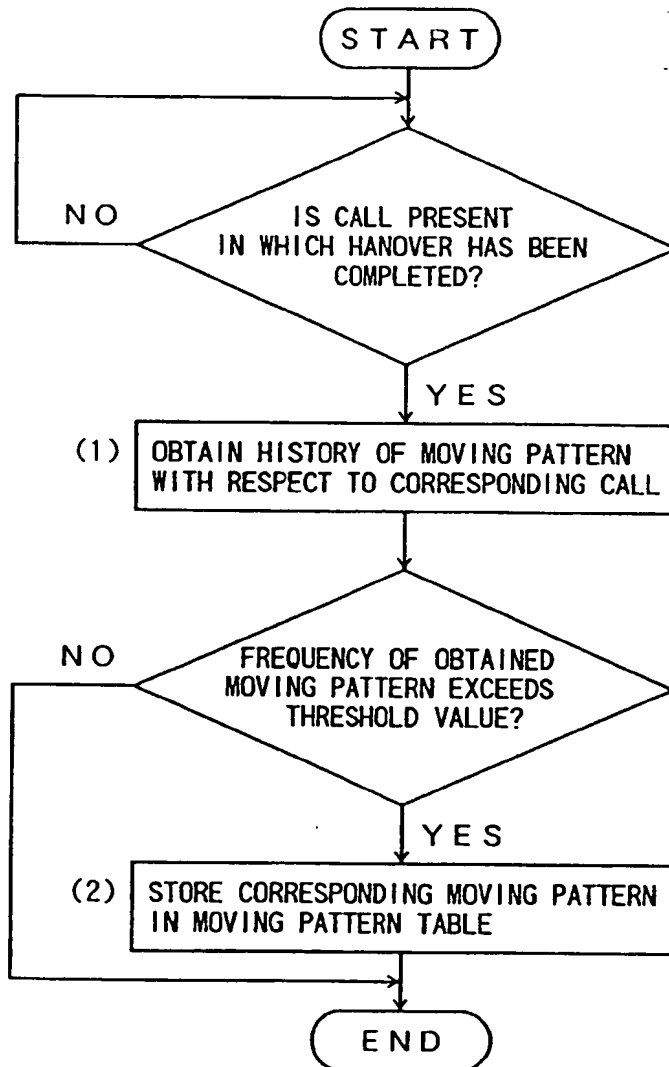 START
NO
IS CALL PRESENT
IN WHICH HANOVER HAS BEEN
COMPLETED?
YES
(1)
OBTAIN HISTORY OF MOVING PATTERN
WITH RESPECT TO CORRESPONDING CALL
NO
FREQUENCY OF OBTAINED
MOVING PATTERN EXCEEDS
THRESHOLD VALUE?
YES
(2)
STORE CORRESPONDING MOVING PATTERN
IN MOVING PATTERN TABLE
END